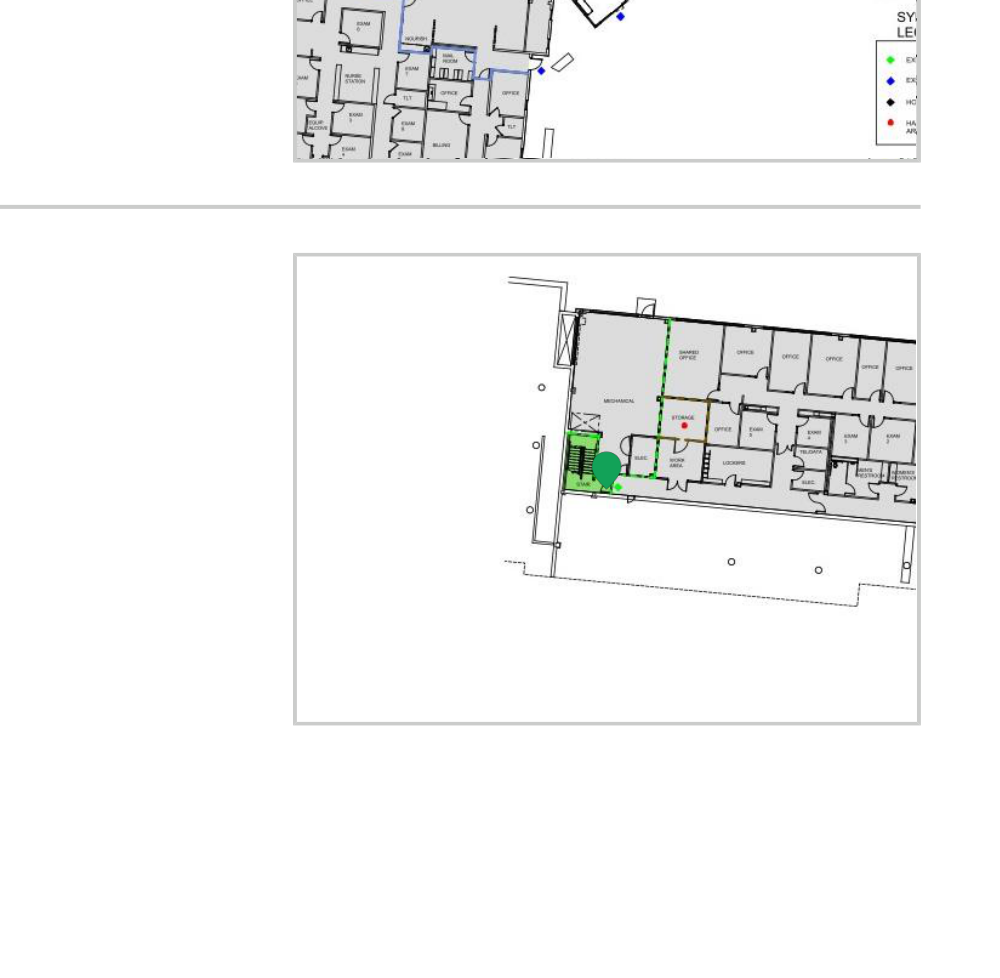 EXAM
6
SY
LE
NOURISH.
MAIL
ROOM
EX
EXAM
7
NURSE
STATION
EX
OFFICE
OFFICE
TLT
HC
EXAM
5
EQUIP.
ALCOVE
EXAM
8
TLT
HA
AR
EXAM
4
EXAM
BILLING
SHARED
OFFICE
OFFICE
OFFICE
OFFICE
OFFICE
OFFICE
MECHANICAL
STORAGE
OFFICE
EXAM
3
EXAM
4
EXAM
1
EXAM
2
TEL/DATA
ELEC.
WORK
AREA
LOCKERS
MEN'S
RESTROOM
WOMEN'S
RESTROOM
STAIR
ELEC.